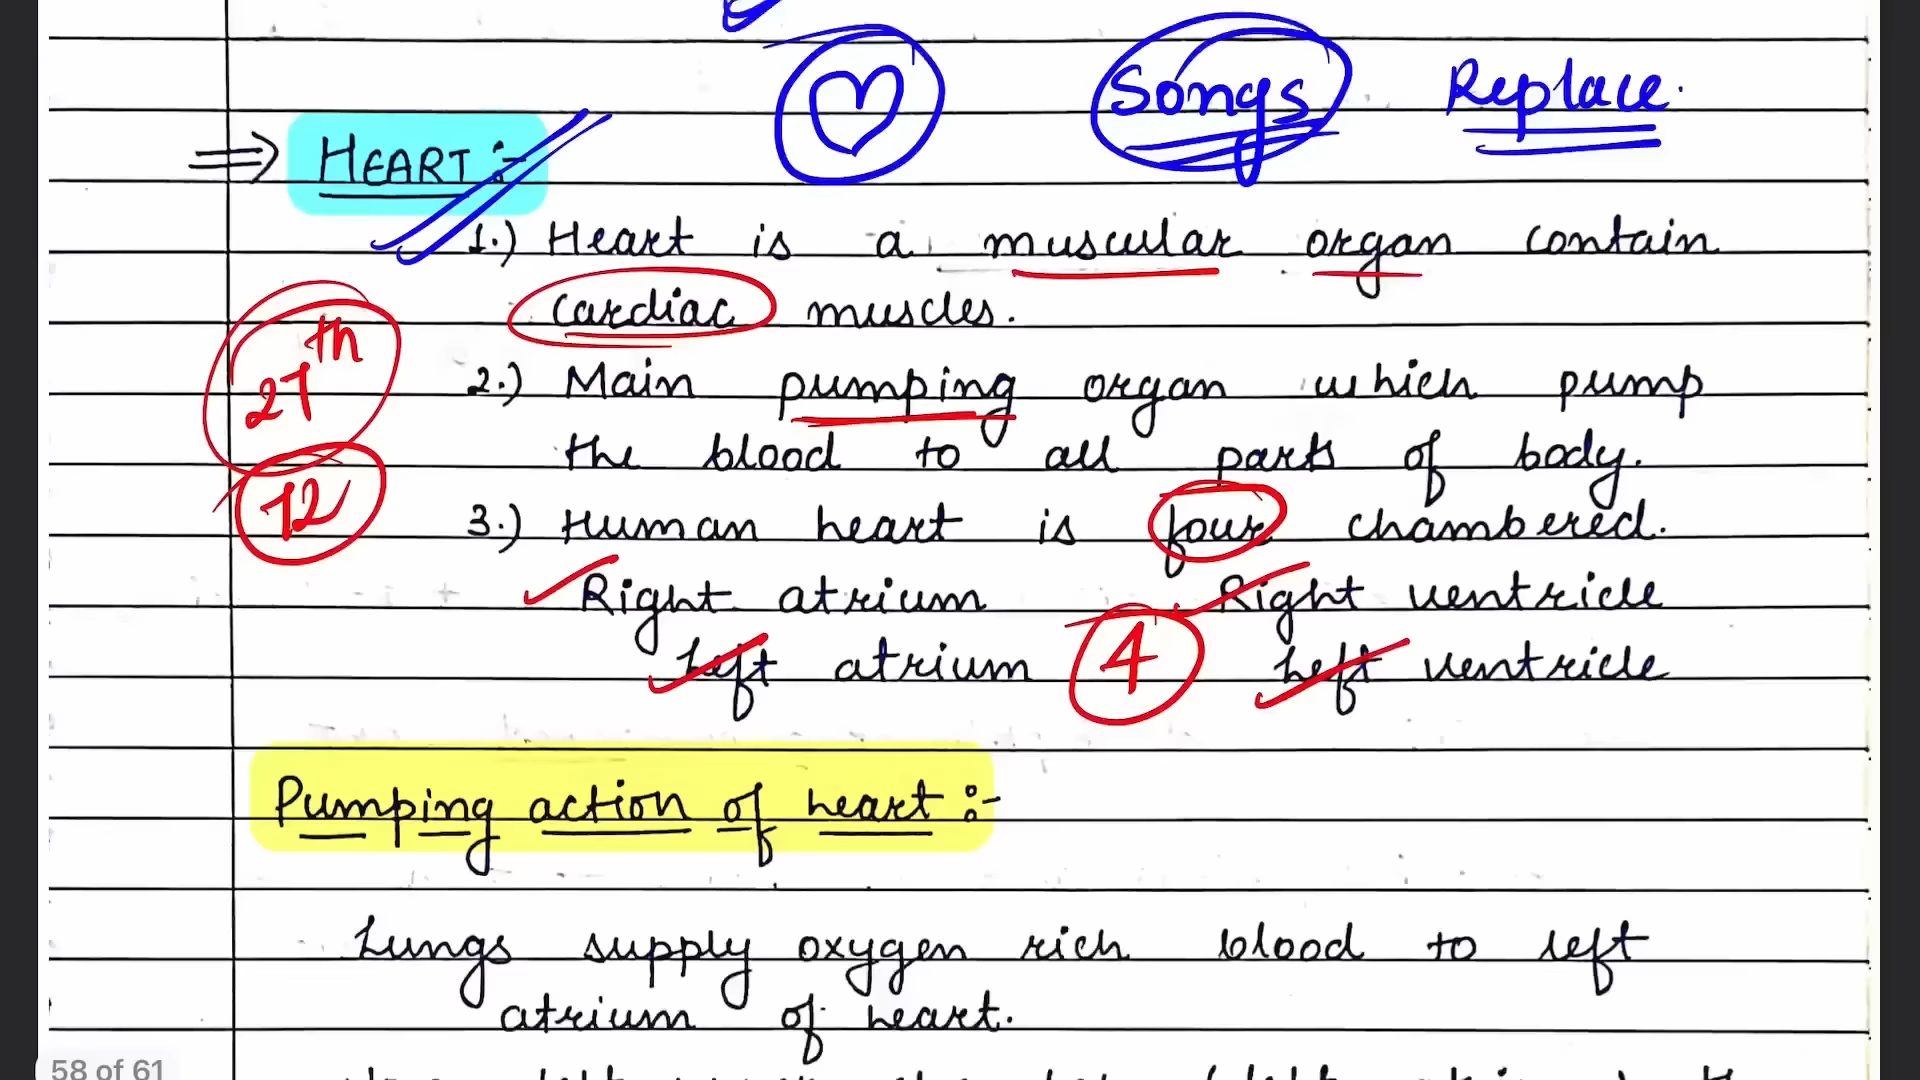 Songs Replace.
⇒ HEART :-
1.) Heart is a muscular organ contain
cardiac muscles.
27th
2.) Main pumping organ which pump
the blood to all parts of body.
72
3.) Human heart is four chambered.
Right atrium Right ventricle
Left atrium 4 Left ventricle
Pumping action of heart :-
Lungs supply oxygen rich blood to left
atrium of heart.
58 of 61